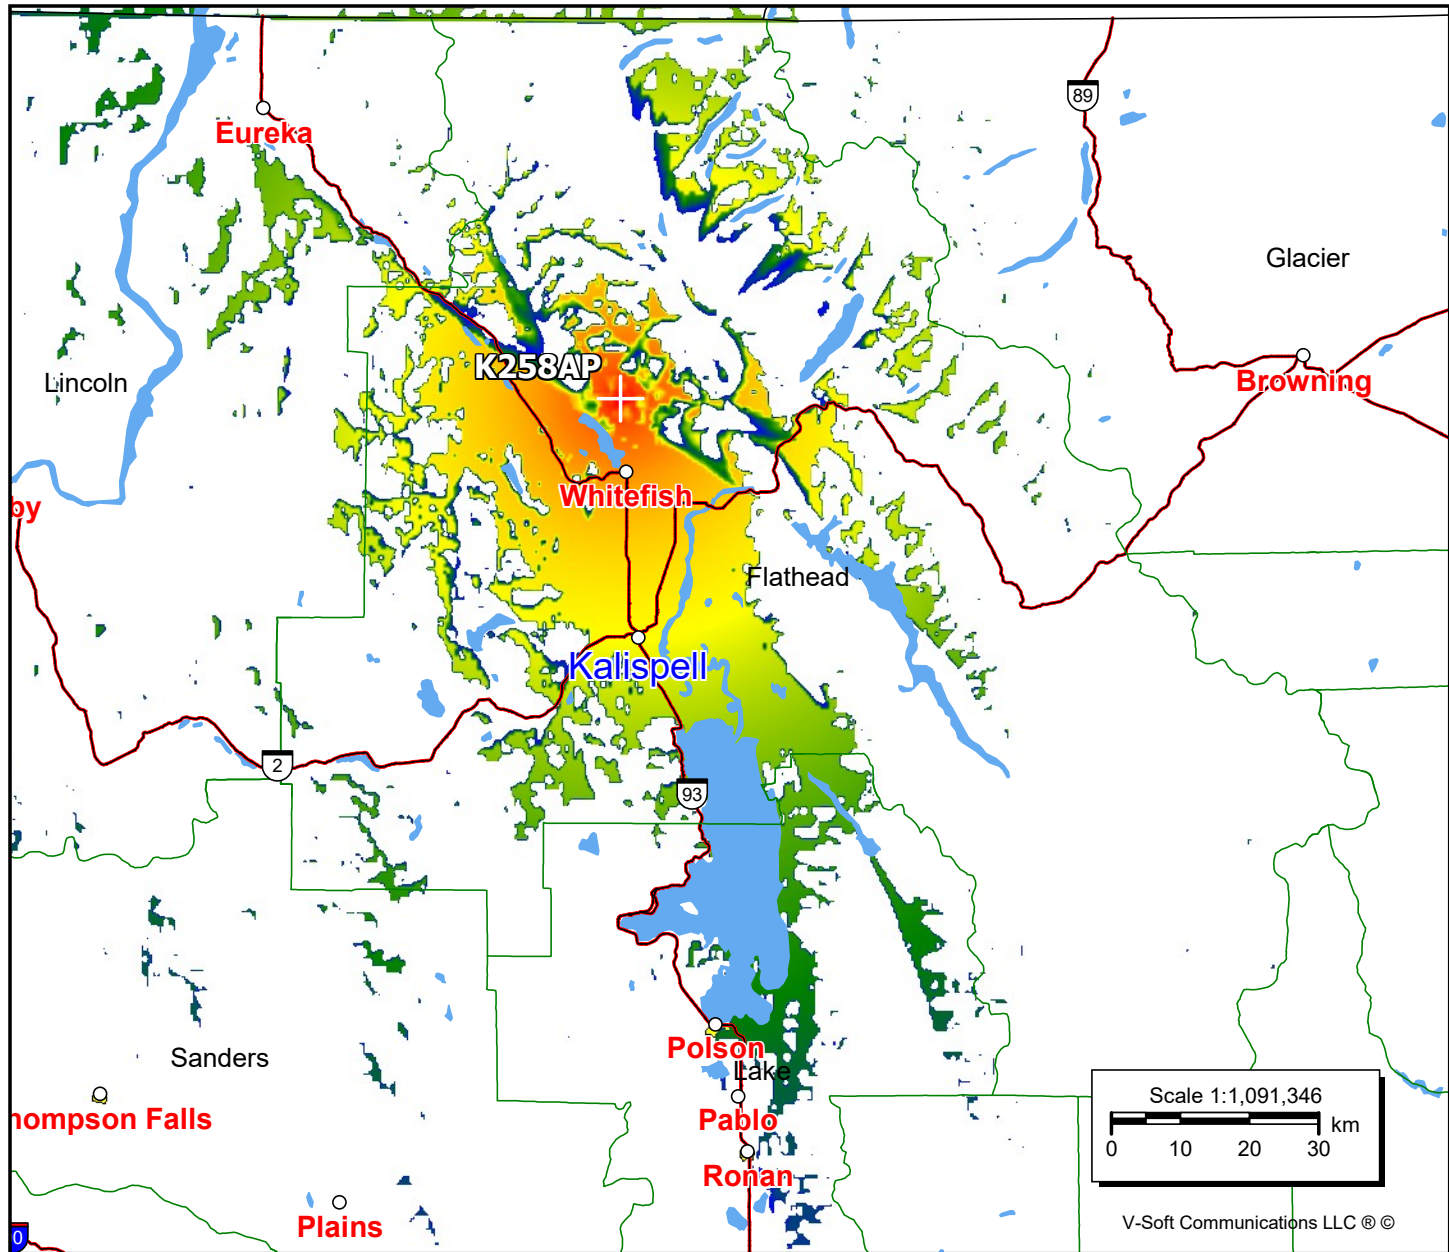 89
Eureka
Glacier
K258AP
Lincoln
Browning
Whitefish
by
Flathead
Kalispell
2
93
Polson
Sanders
Lake
Scale 1:1,091,346
km
0 10 20 30
hompson Falls
Pablo
Ronan
Plains
V-Soft Communications LLC ® ©
0